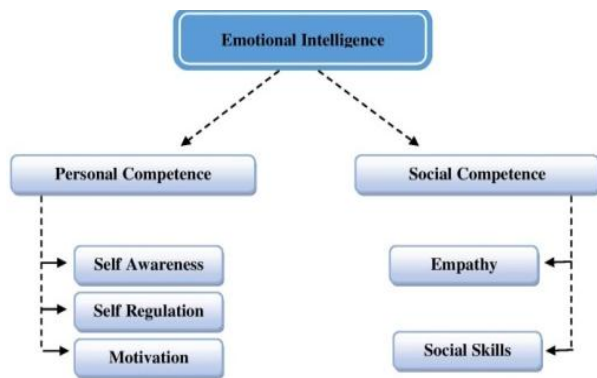 Emotional Intelligence
Personal Competence
Social Competence
Self Awareness
Empathy
Self Regulation
Motivation
Social Skills